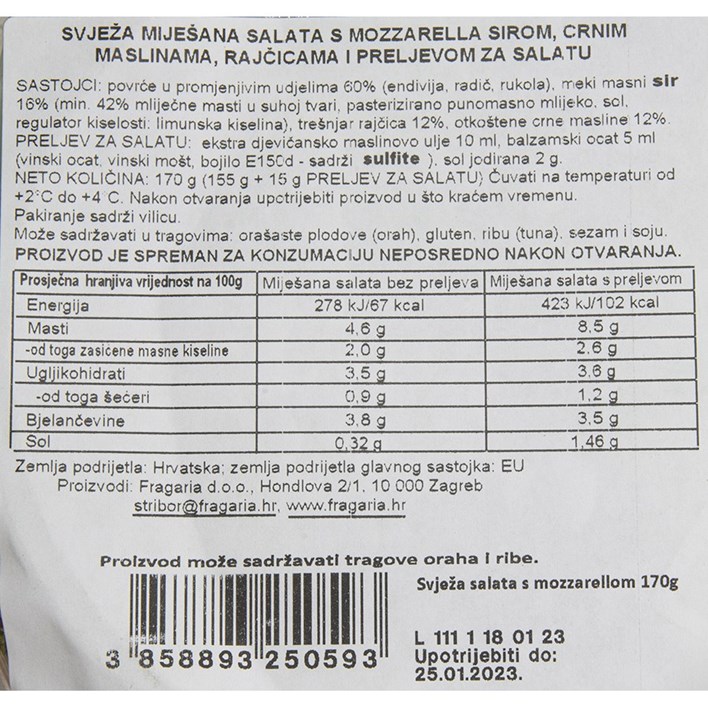 SVJEŽA MIJEŠANA SALATA S MOZZARELLA SIROM, CRNIM
MASLINAMA, RAJČICAMA I PRELJEVOM ZA SALATU
SASTOJCI: povrće u promjenjivim udjelima 60% (endivija, radič, rukola), meki masni sir
16% (min. 42% mliječne masti u suhoj tvari, pasterizirano punomasno mlijeko, sol,
regulator kiselosti: limunska kiselina), trešnjar rajčica 12%, otkoštene crne masline 12%.
PRELJEV ZA SALATU: ekstra djevičansko maslinovo ulje 10 ml, balzamski ocat 5 ml
(vinski ocat, vinski mošt, bojilo E150d - sadrži sulfite ), sol jodirana 2 g.
NETO KOLIČINA: 170 g (155 g + 15 g PRELJEV ZA SALATU) Čuvati na temperaturi od
+2°C do +4°C. Nakon otvaranja upotrijebiti proizvod u što kraćem vremenu.
Pakiranje sadrži vilicu.
Može sadržavati u tragovima: orašaste plodove (orah), gluten, ribu (tuna), sezam i soju.
PROIZVOD JE SPREMAN ZA KONZUMACIJU NEPOSREDNO NAKON OTVARANJA.
Prosječna hranjiva vrijednost na 100g Miješana salata bez preljeva Miješana salata s preljevom
Energija 278 kJ/67 kcal 423 kJ/102 kcal
Masti 4,6 g 8,5 g
-od toga zasićene masne kiseline 2,0 g 2,6 g
Ugljikohidrati 3,5 g 3,6 g
-od toga šećeri 0,9 g 1,2 g
Bjelančevine 3,8 g 3,5 g
Sol 0,32 g 1,46 g
Zemlja podrijetla: Hrvatska; zemlja podrijetla glavnog sastojka: EU
Proizvodi: Fragaria d.o.o., Hondlova 2/1, 10 000 Zagreb
stribor@fragaria.hr, www.fragaria.hr
Proizvod može sadržavati tragove oraha i ribe.
Svježa salata s mozzarellom 170g
3 858893 250593
L 111 1 18 01 23
Upotrijebiti do:
25.01.2023.